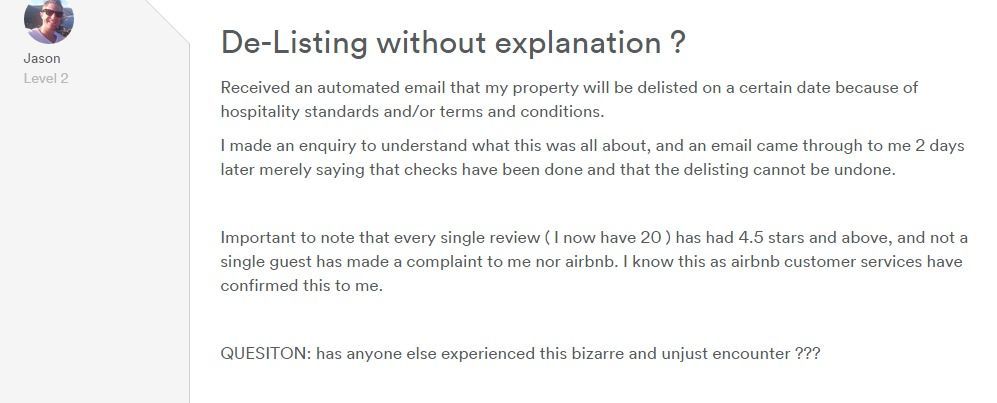 Jason
Level 2
De-Listing without explanation ?
Received an automated email that my property will be delisted on a certain date because of
hospitality standards and/or terms and conditions.
I made an enquiry to understand what this was all about, and an email came through to me 2 days
later merely saying that checks have been done and that the delisting cannot be undone.
Important to note that every single review ( I now have 20 ) has had 4.5 stars and above, and not a
single guest has made a complaint to me nor airbnb. I know this as airbnb customer services have
confirmed this to me.
QUESITON: has anyone else experienced this bizarre and unjust encounter ???